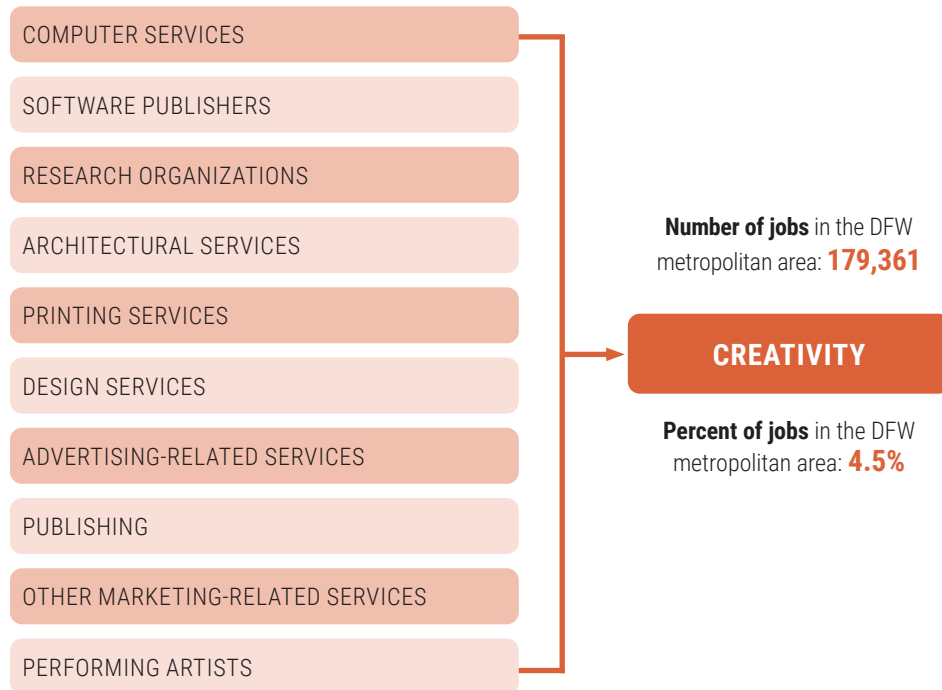 COMPUTER SERVICES
SOFTWARE PUBLISHERS
RESEARCH ORGANIZATIONS
ARCHITECTURAL SERVICES
PRINTING SERVICES
DESIGN SERVICES
ADVERTISING-RELATED SERVICES
PUBLISHING
OTHER MARKETING-RELATED SERVICES
PERFORMING ARTISTS
Number of jobs in the DFW
metropolitan area: 179,361
CREATIVITY
Percent of jobs in the DFW
metropolitan area: 4.5%